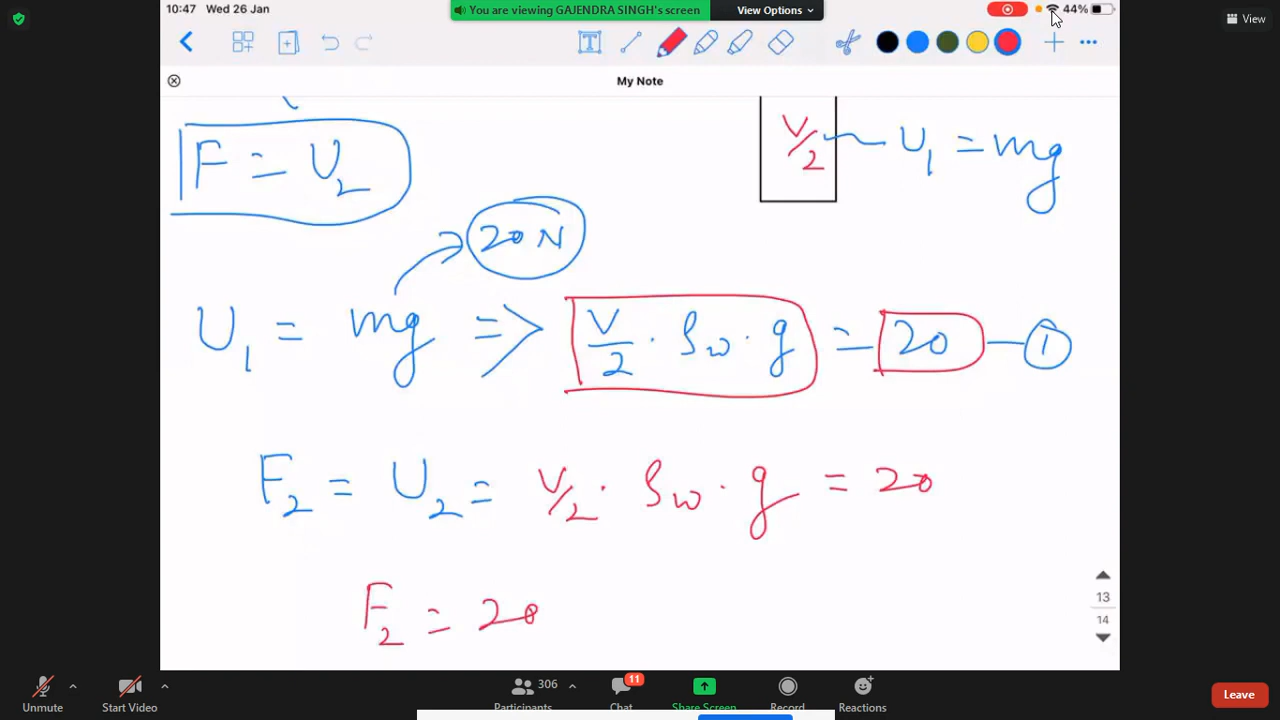 10:47 Wed 26 Jan
You are viewing GAJENDRA SINGH's screen
View Options
44%
View
My Note
F = U₂
V/2
U₁ = mg
20 N
U₁ = mg => V/2 · ρw · g = 20 — ①
F₂ = U₂ = V/2 · ρw · g = 20
F₂ = 20
13
14
306
11
Unmute
Start Video
Participants
Chat
Share Screen
Record
Reactions
Leave